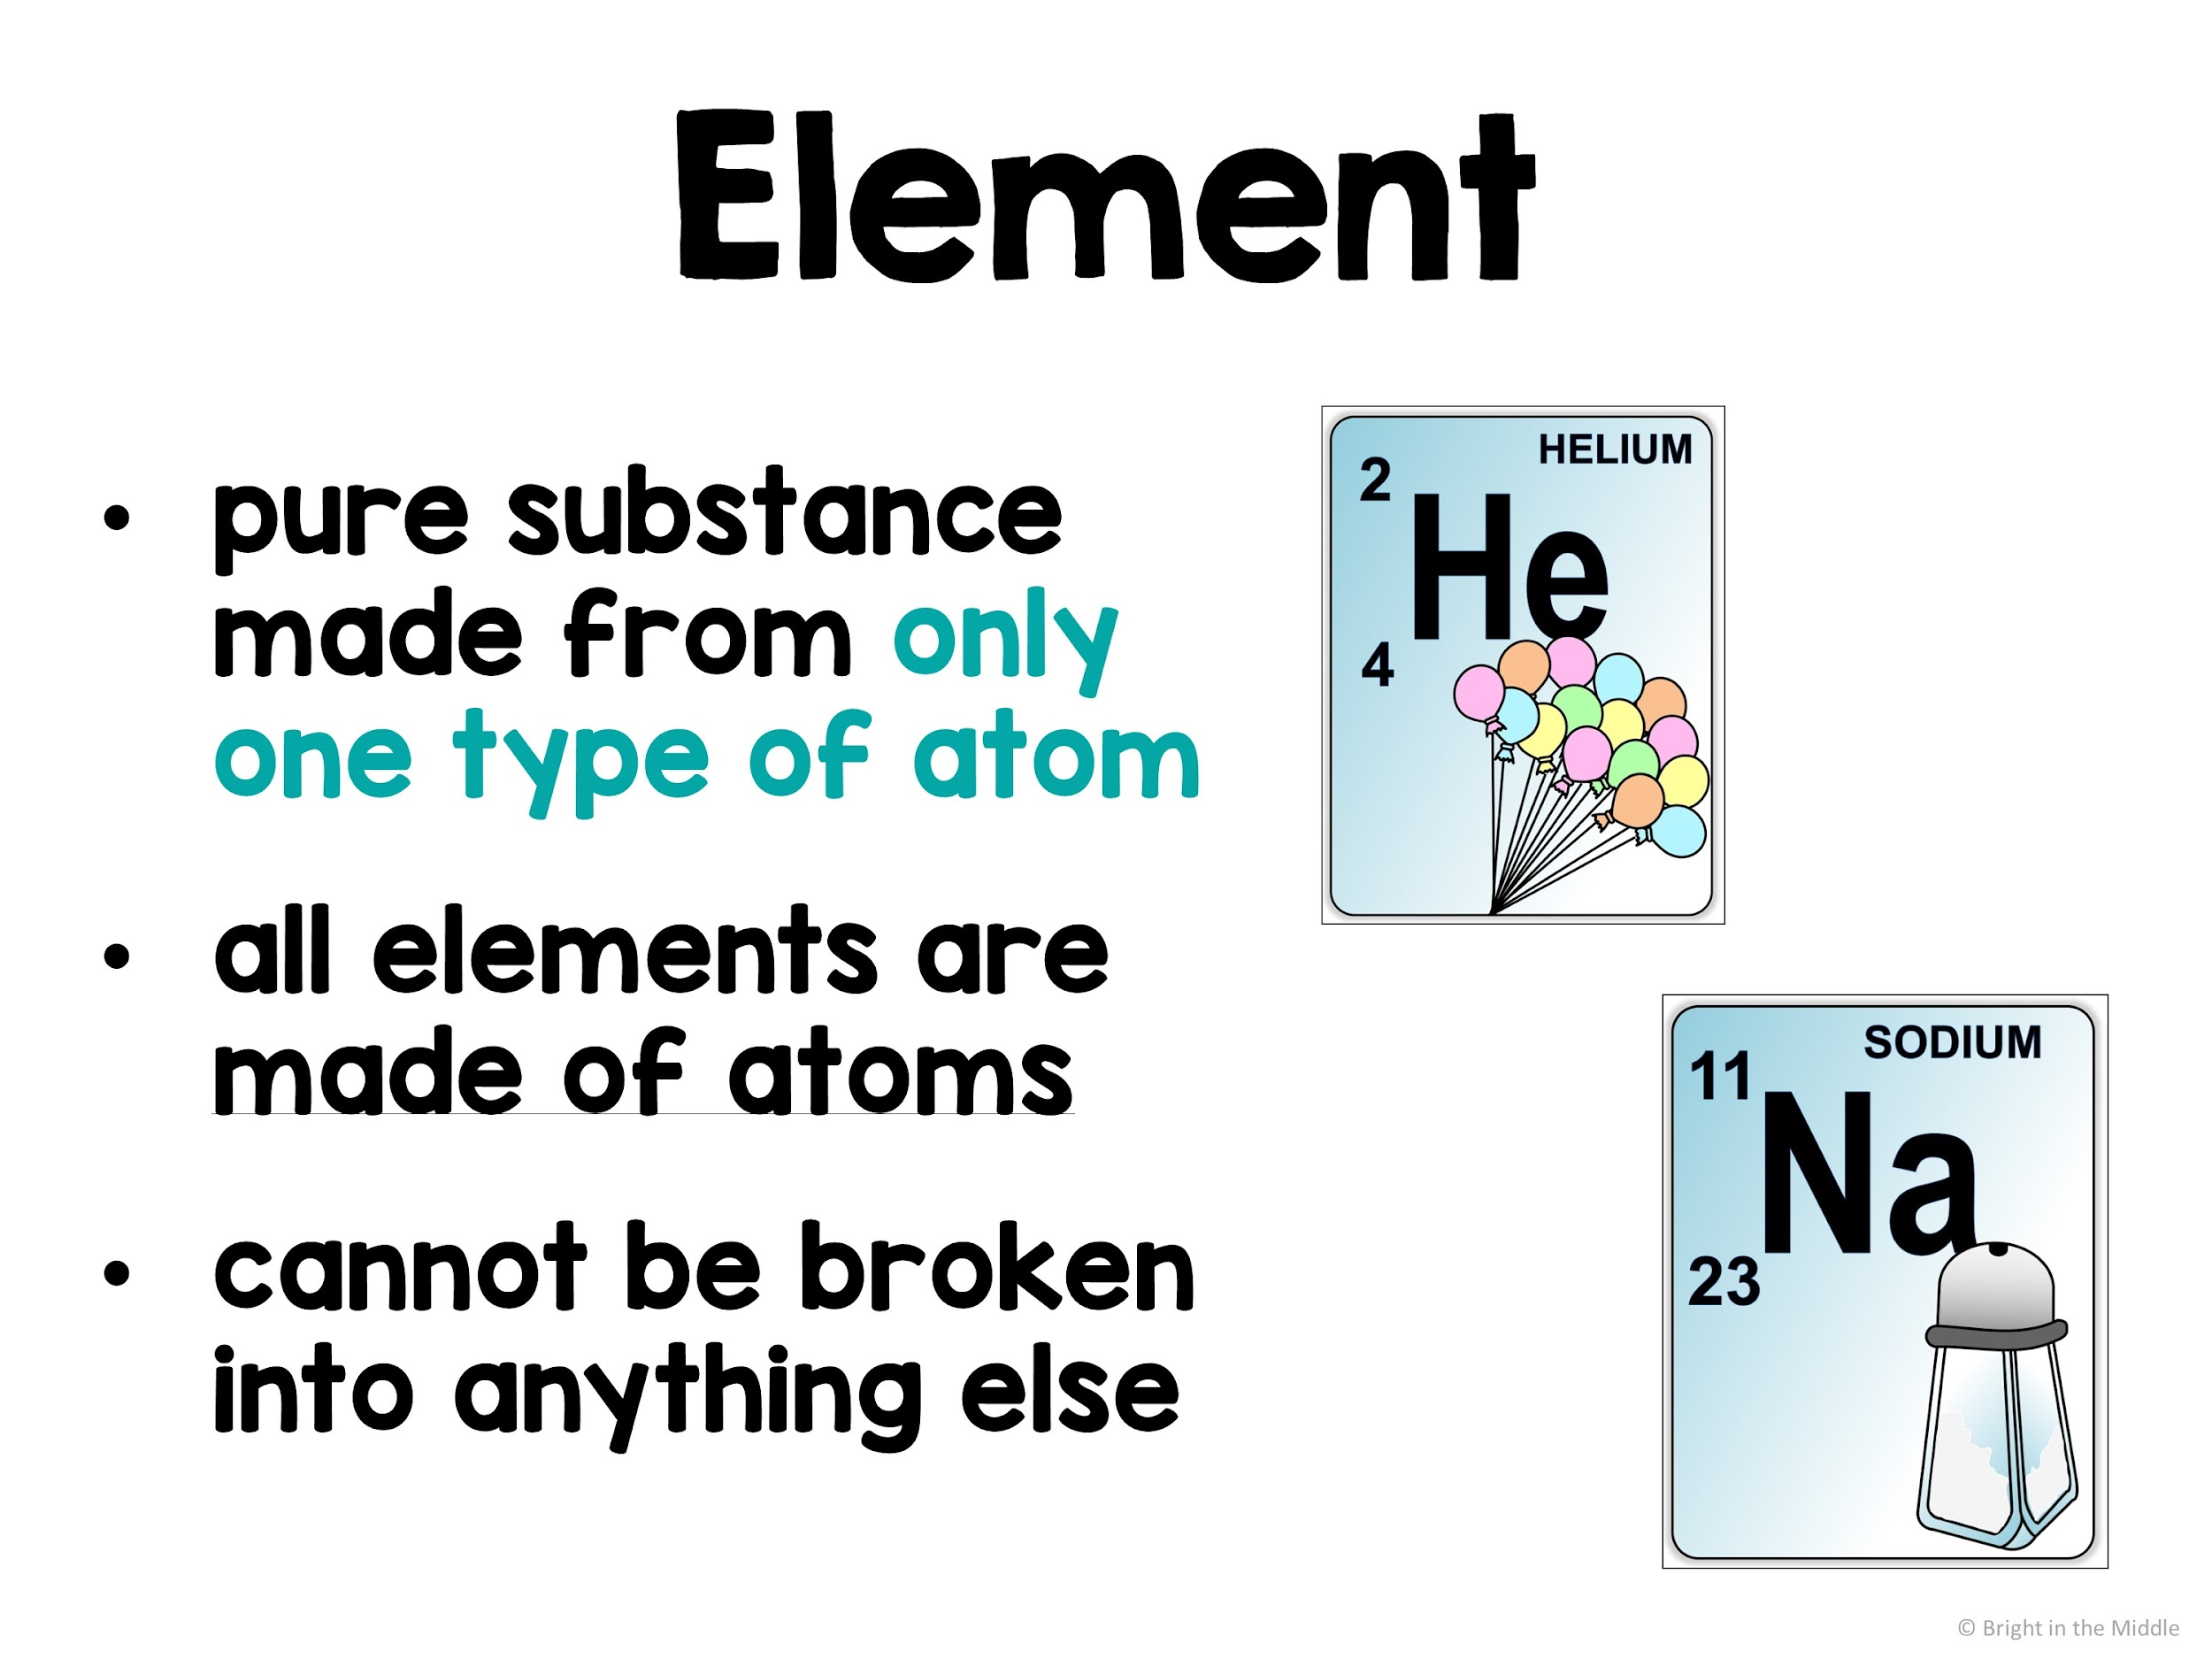 Element
• pure substance
made from only
one type of atom
• all elements are
made of atoms
• cannot be broken
into anything else
HELIUM
2
He
4
SODIUM
11
Na
23
© Bright in the Middle